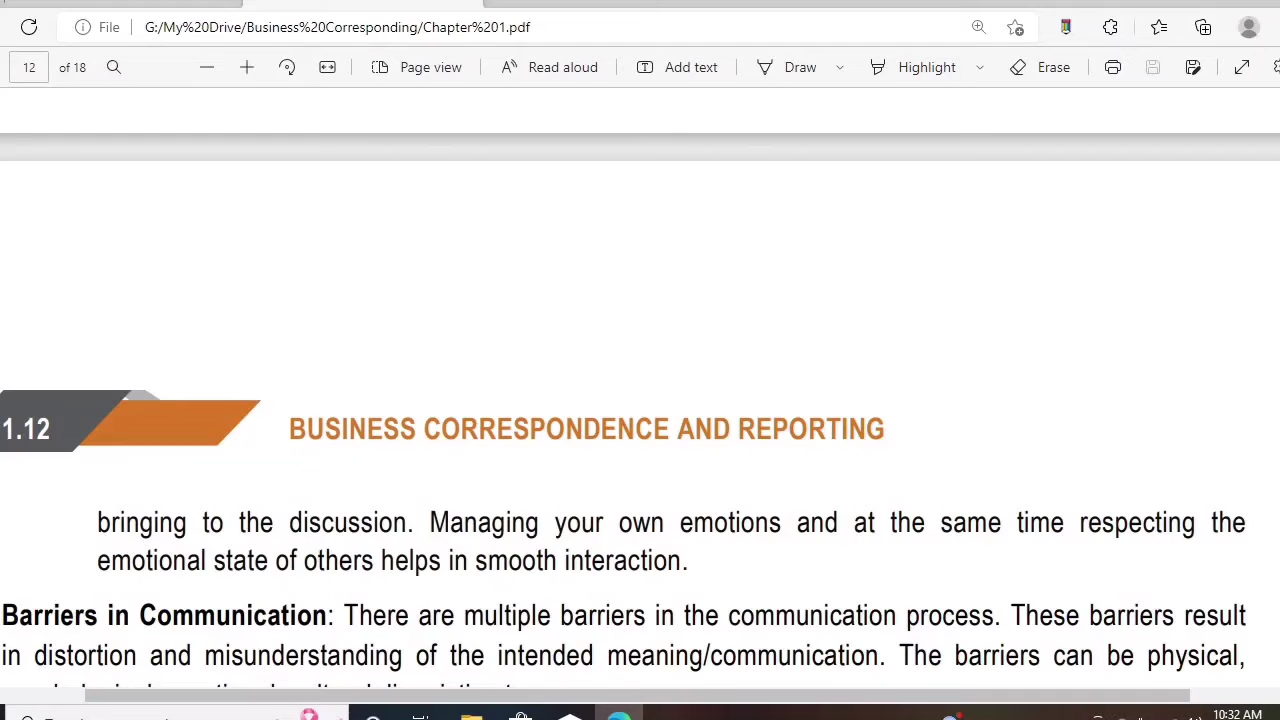 File G:/My%20Drive/Business%20Corresponding/Chapter%201.pdf
12 of 18 Page view Read aloud Add text Draw Highlight Erase
1.12 BUSINESS CORRESPONDENCE AND REPORTING
bringing to the discussion. Managing your own emotions and at the same time respecting the
emotional state of others helps in smooth interaction.
Barriers in Communication: There are multiple barriers in the communication process. These barriers result
in distortion and misunderstanding of the intended meaning/communication. The barriers can be physical,
10:32 AM